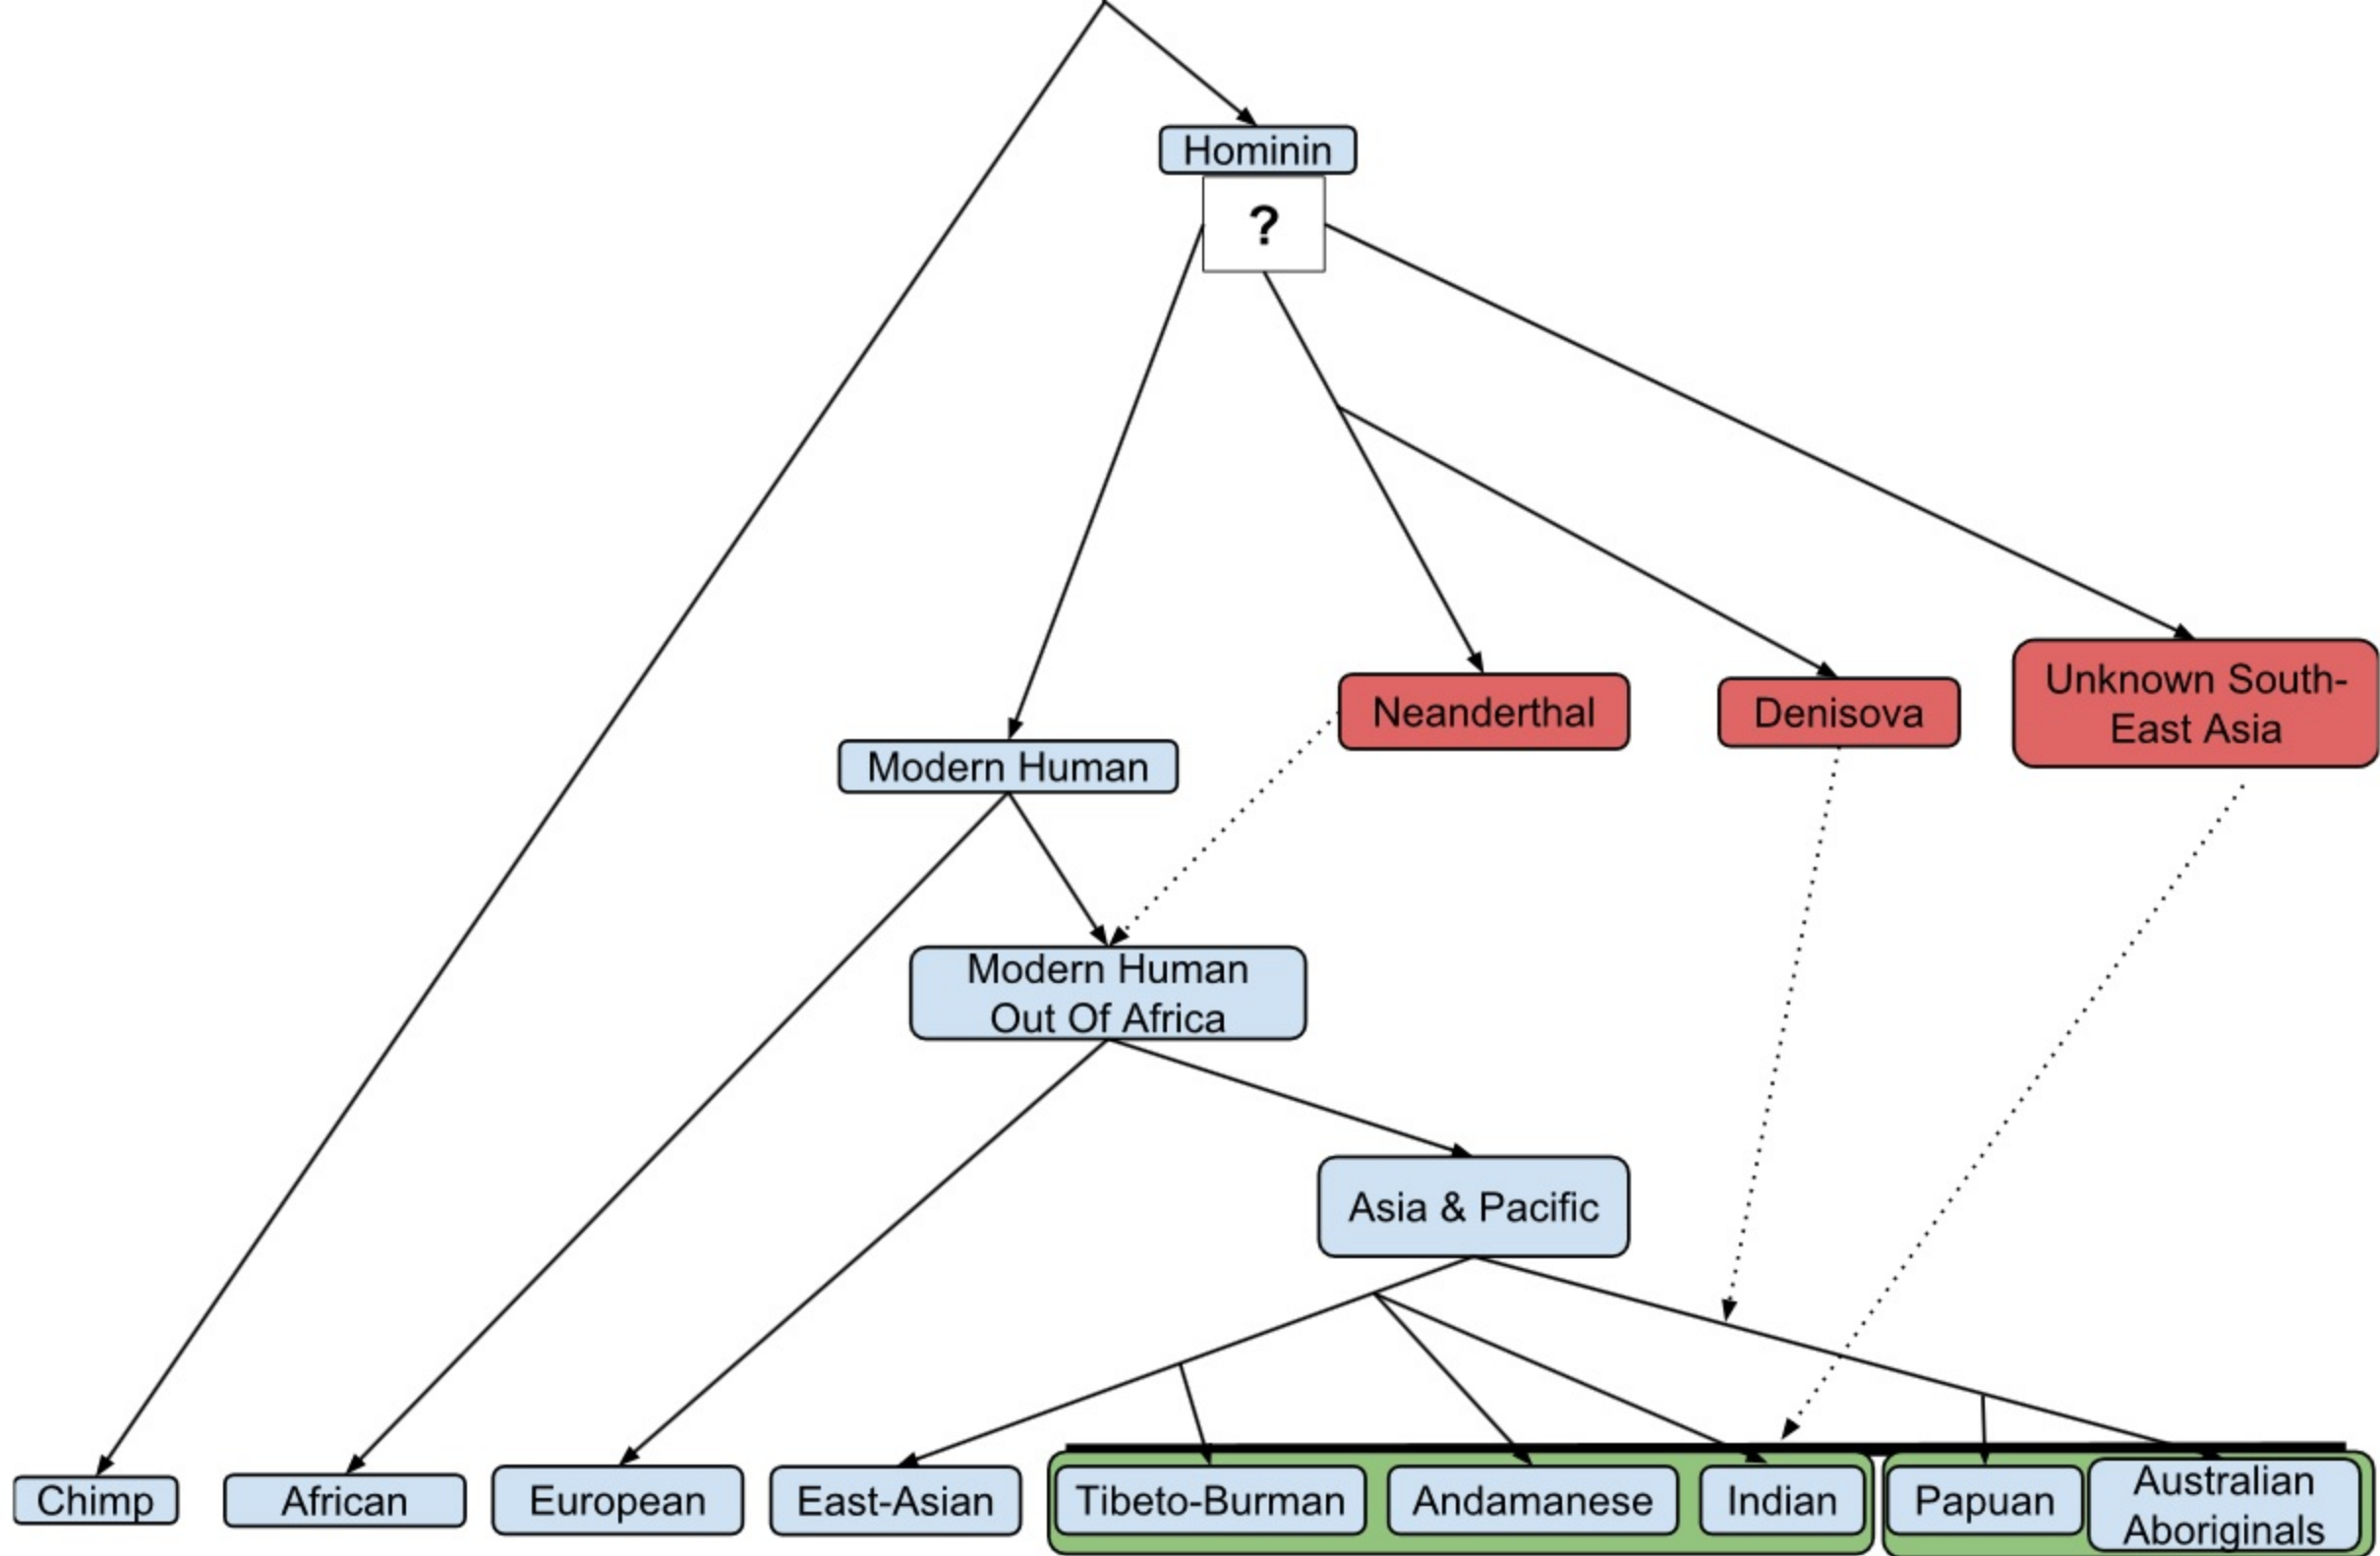 Hominin
?
Neanderthal
Denisova
Unknown South-
East Asia
Modern Human
Modern Human
Out Of Africa
Asia & Pacific
Chimp
African
European
East-Asian
Tibeto-Burman
Andamanese
Indian
Papuan
Australian
Aboriginals